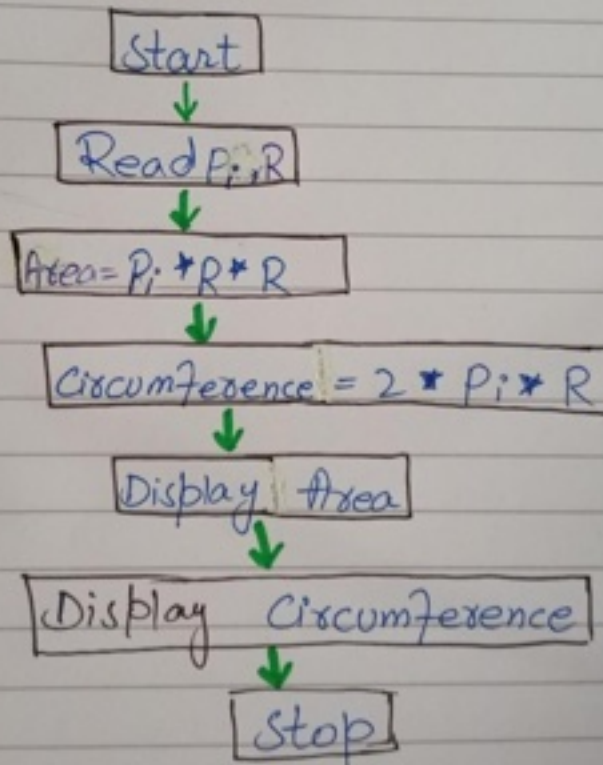 Start
Read Pi, R
Area = Pi * R * R
Circumference = 2 * Pi * R
Display Area
Display Circumference
Stop